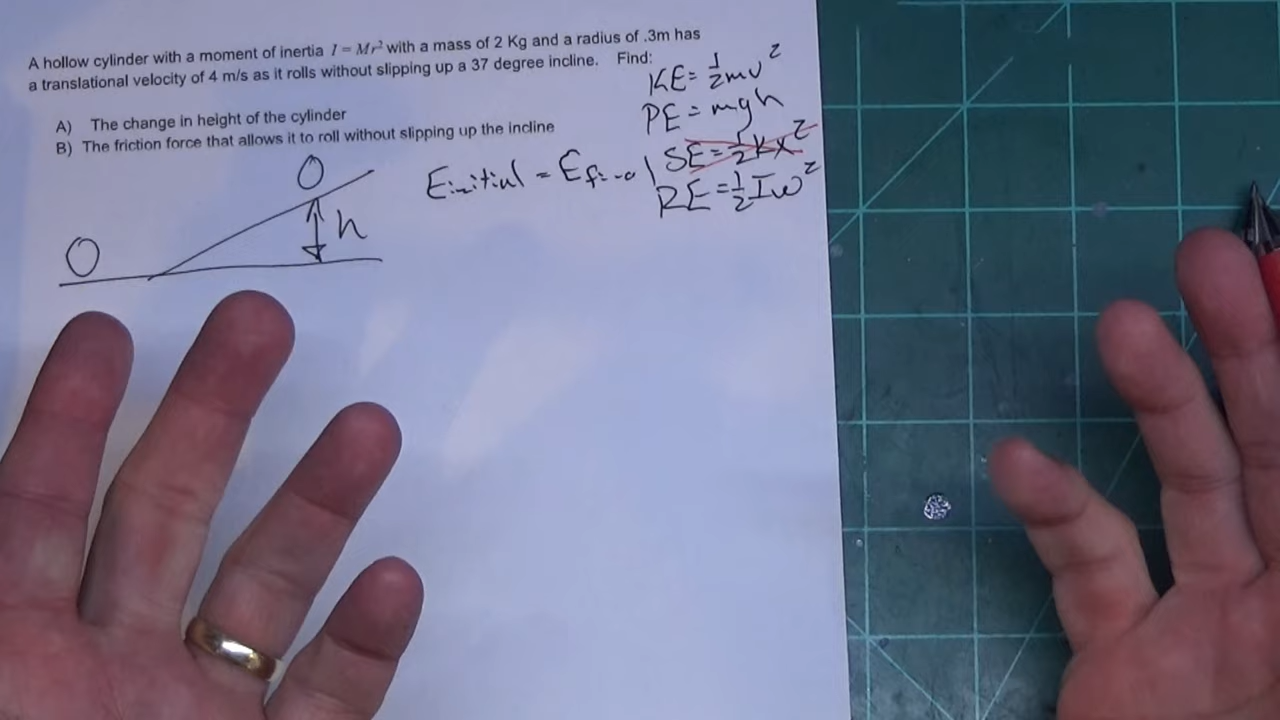 A hollow cylinder with a moment of inertia I = Mr² with a mass of 2 Kg and a radius of .3m has
a translational velocity of 4 m/s as it rolls without slipping up a 37 degree incline. Find:
A) The change in height of the cylinder
B) The friction force that allows it to roll without slipping up the incline
KE = ½mv²
PE = mgh
SE = ½kx²
RE = ½Iω²
Einitial = Efinal
h